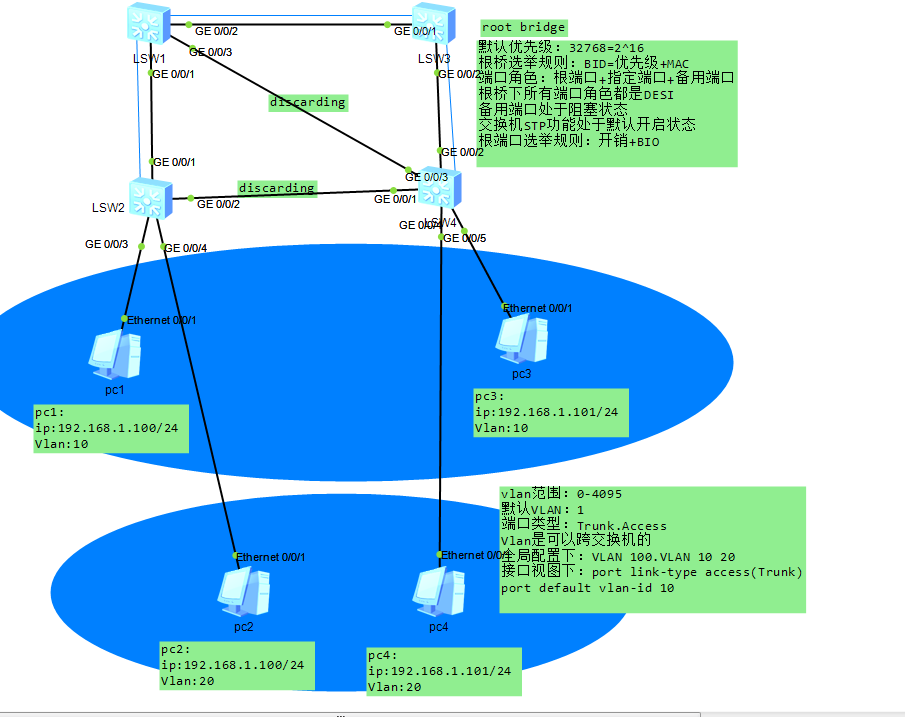 GE 0/0/2
GE 0/0/1
root bridge
LSW1
GE 0/0/3
LSW3
默认优先级：32768=2^16
根桥选举规则：BID=优先级+MAC
端口角色：根端口+指定端口+备用端口
根桥下所有端口角色都是DESI
备用端口处于阻塞状态
交换机STP功能处于默认开启状态
根端口选举规则：开销+BIO
GE 0/0/1
GE 0/0/2
discarding
GE 0/0/1
GE 0/0/2
GE 0/0/3
discarding
LSW2
GE 0/0/2
GE 0/0/1
LSW4
GE 0/0/4
GE 0/0/3
GE 0/0/4
GE 0/0/5
Ethernet 0/0/1
Ethernet 0/0/1
pc1
pc3
pc1:
ip:192.168.1.100/24
Vlan:10
pc3:
ip:192.168.1.101/24
Vlan:10
vlan范围：0-4095
默认VLAN：1
端口类型：Trunk.Access
Vlan是可以跨交换机的
全局配置下：VLAN 100.VLAN 10 20
接口视图下：port link-type access(Trunk)
port default vlan-id 10
Ethernet 0/0/1
Ethernet 0/0/1
pc2
pc4
pc2:
ip:192.168.1.100/24
Vlan:20
pc4:
ip:192.168.1.101/24
Vlan:20